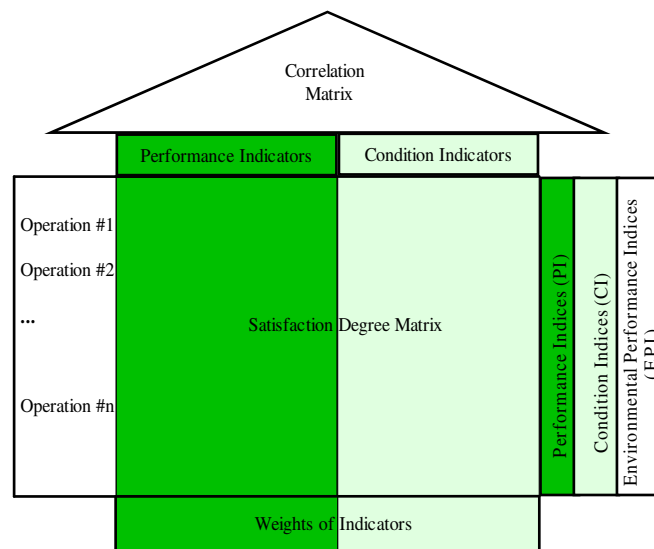 Correlation
Matrix
Performance Indicators
Condition Indicators
Operation #1
Operation #2
...
Operation #n
Satisfaction Degree Matrix
Performance Indices (PI)
Condition Indices (CI)
Environmental Performance Indices
(EPI)
Weights of Indicators